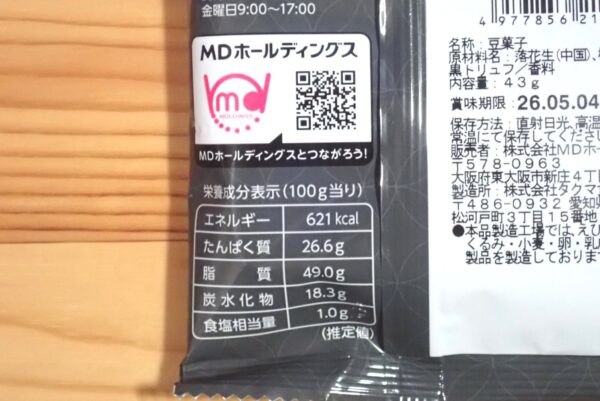 金曜日9:00〜17:00
MDホールディングス
md
HOLDINGS
MDホールディングスとつながろう!
栄養成分表示(100g当り)
エネルギー 621kcal
たんぱく質 26.6g
脂質 49.0g
炭水化物 18.3g
食塩相当量 1.0g
(推定値)
4 977856 21
名称:豆菓子
原材料名:落花生(中国)、
黒トリュフ/香料
内容量:43g
賞味期限:26.05.04
保存方法:直射日光、高温
常温にて保存してくださ
販売者:株式会社MDホー
〒578-0963
大阪府東大阪市新庄4丁
製造所:株式会社タクマ
〒486-0932 愛知県
松河戸町3丁目15番
●本品製造工場では、えび
くるみ・小麦・卵・乳
製品を製造しておりま